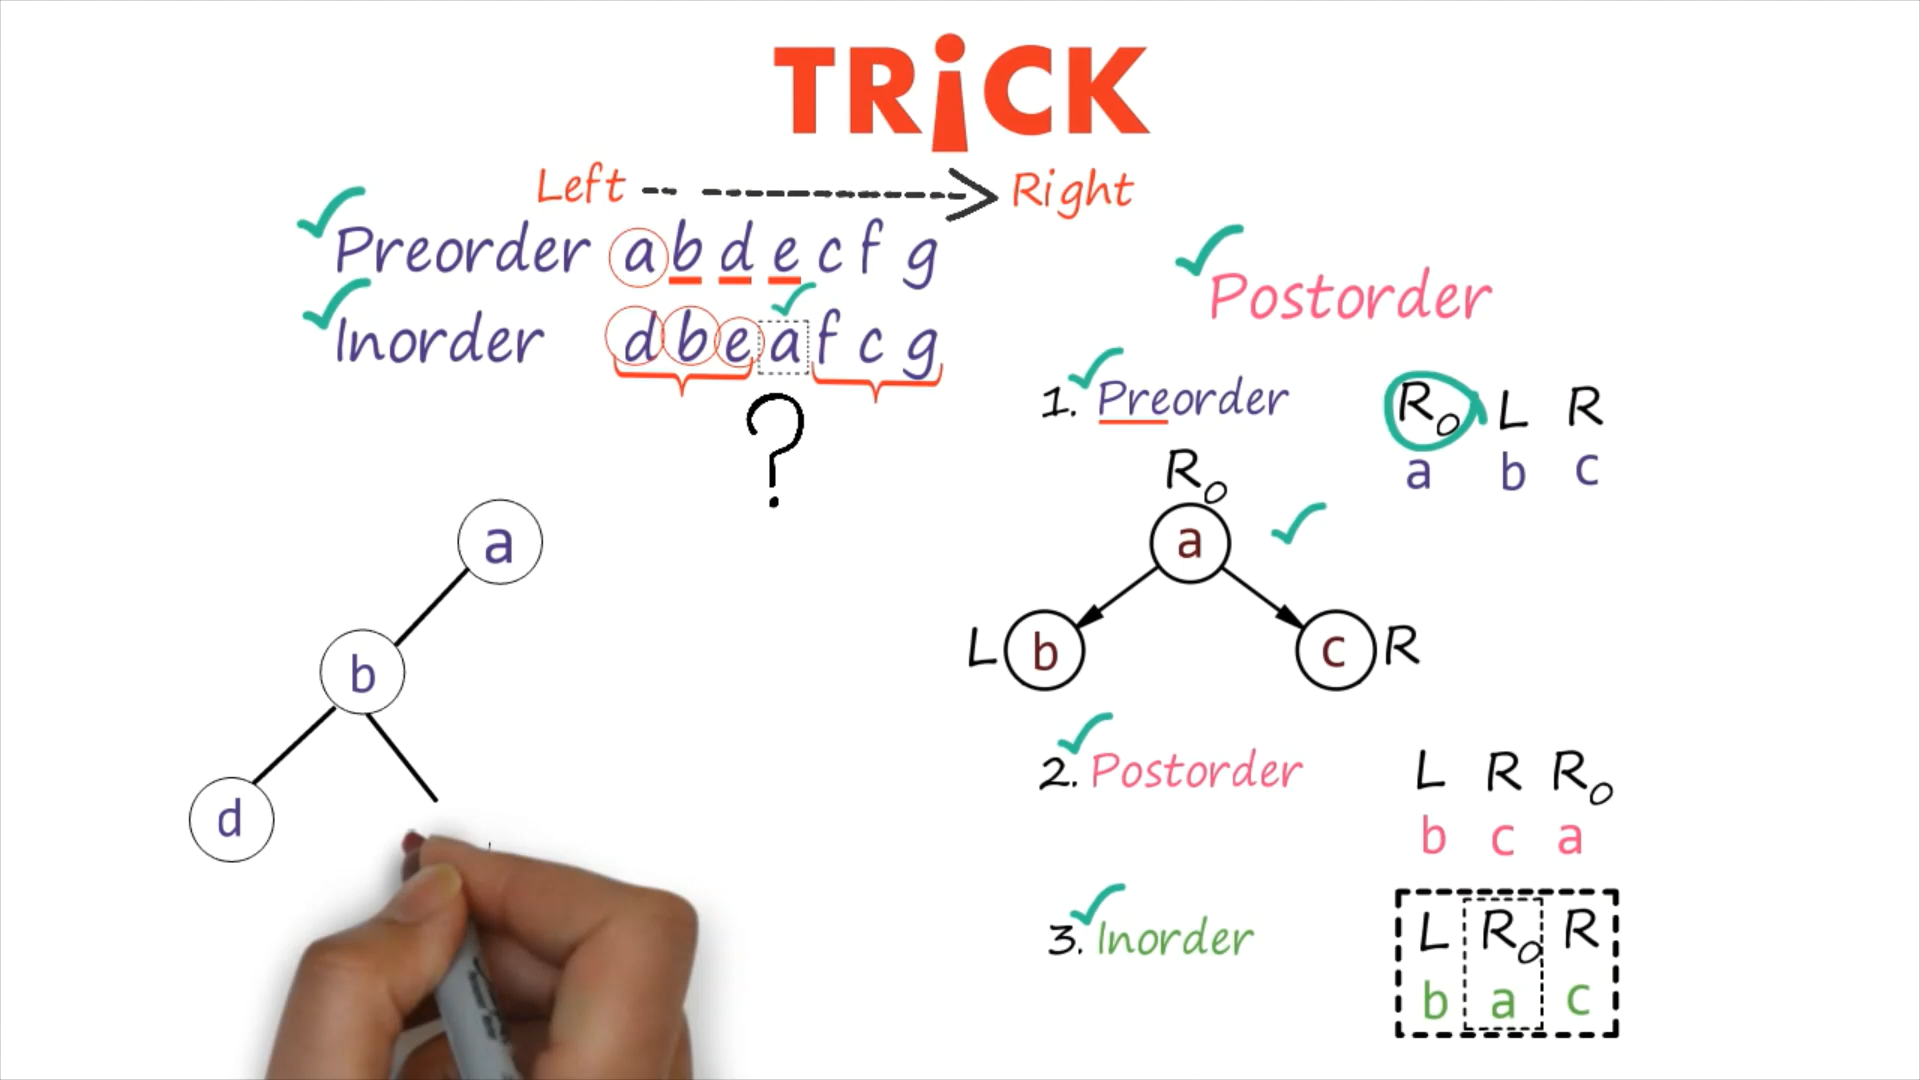 TRiCK
Left Right
Preorder a b d e c f g
Inorder d b e a f c g
?
Postorder
1. Preorder Ro L R
a b c
Ro
a
L b c R
a
b
d
2. Postorder L R Ro
b c a
3. Inorder L Ro R
b a c